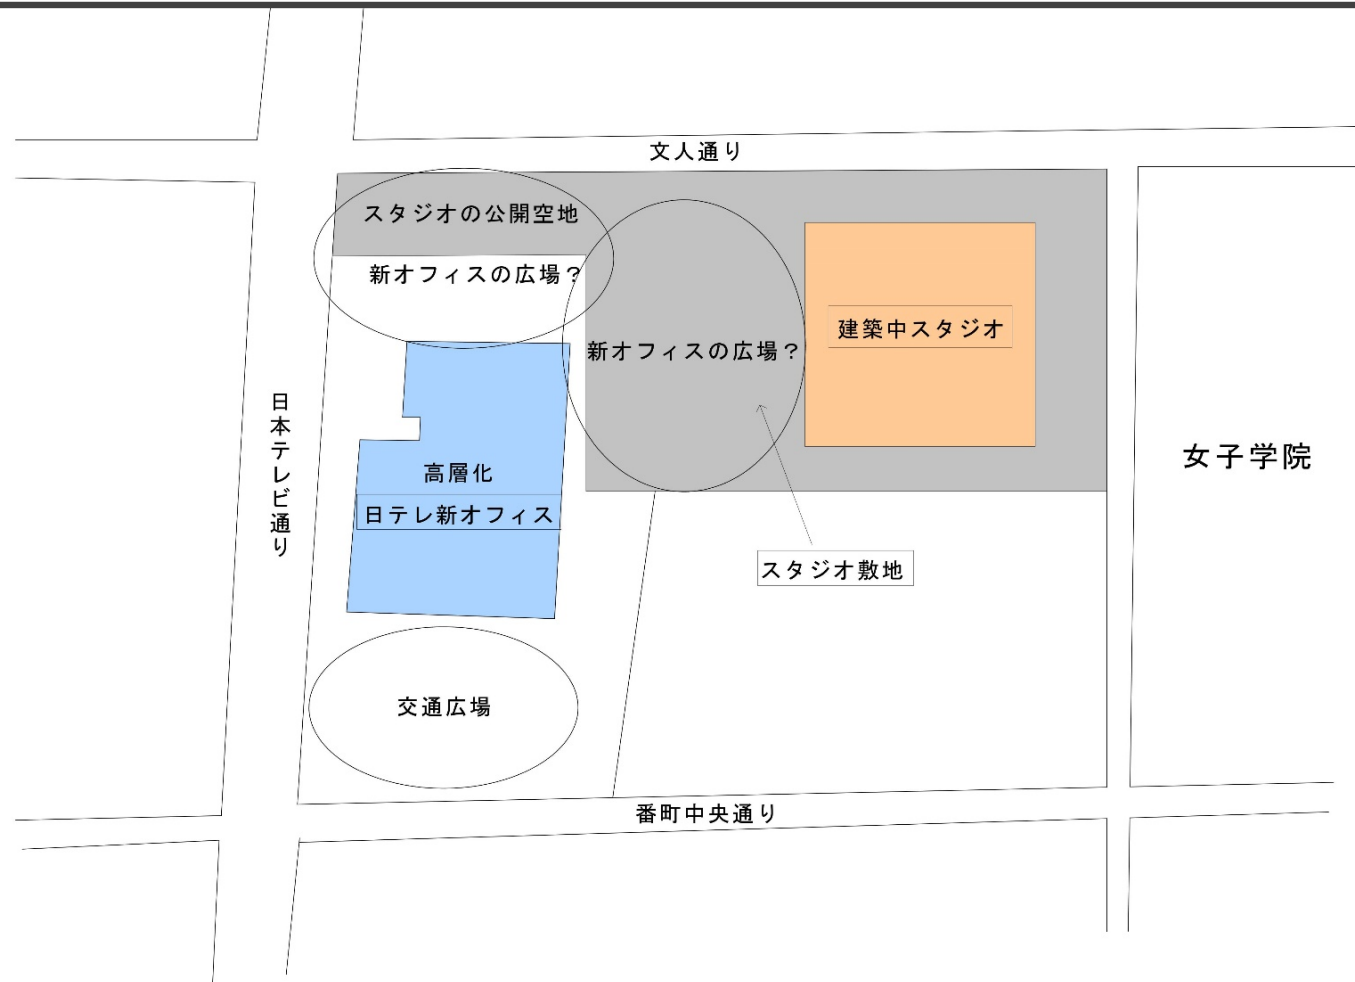 文人通り
スタジオの公開空地
新オフィスの広場?
建築中スタジオ
新オフィスの広場?
日本テレビ通り
女子学院
高層化
日テレ新オフィス
スタジオ敷地
交通広場
番町中央通り